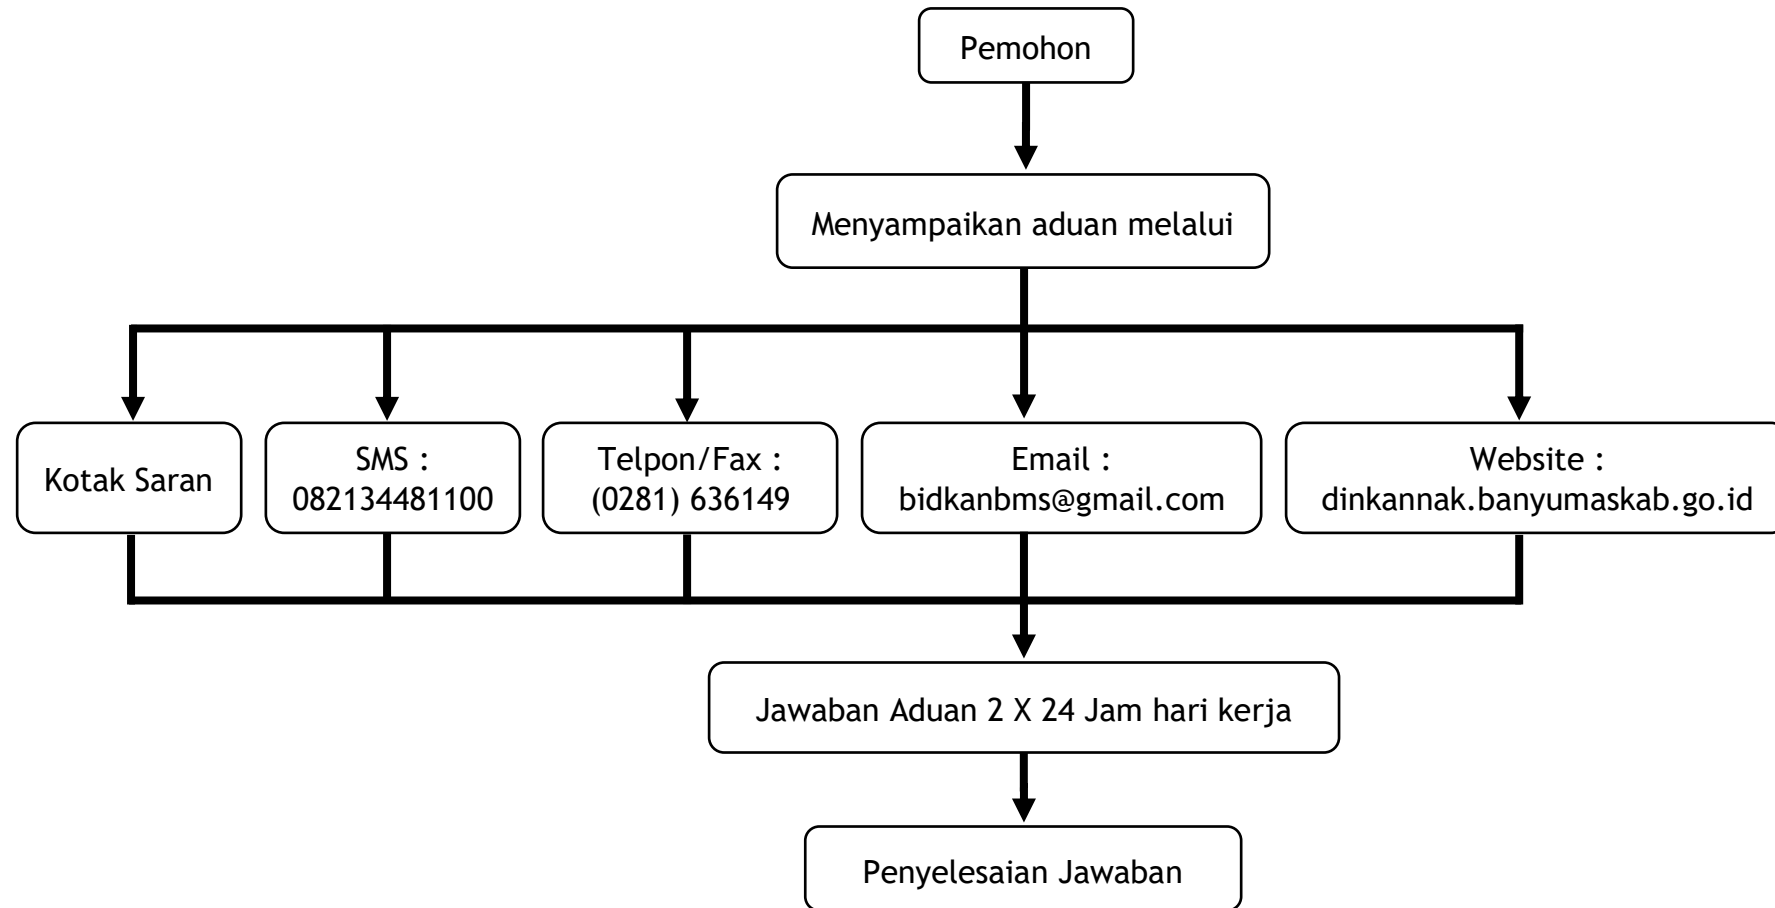 Pemohon
Menyampaikan aduan melalui
Kotak Saran
SMS :
082134481100
Telpon/Fax :
(0281) 636149
Email :
bidkanbms@gmail.com
Website :
dinkannak.banyumaskab.go.id
Jawaban Aduan 2 X 24 Jam hari kerja
Penyelesaian Jawaban